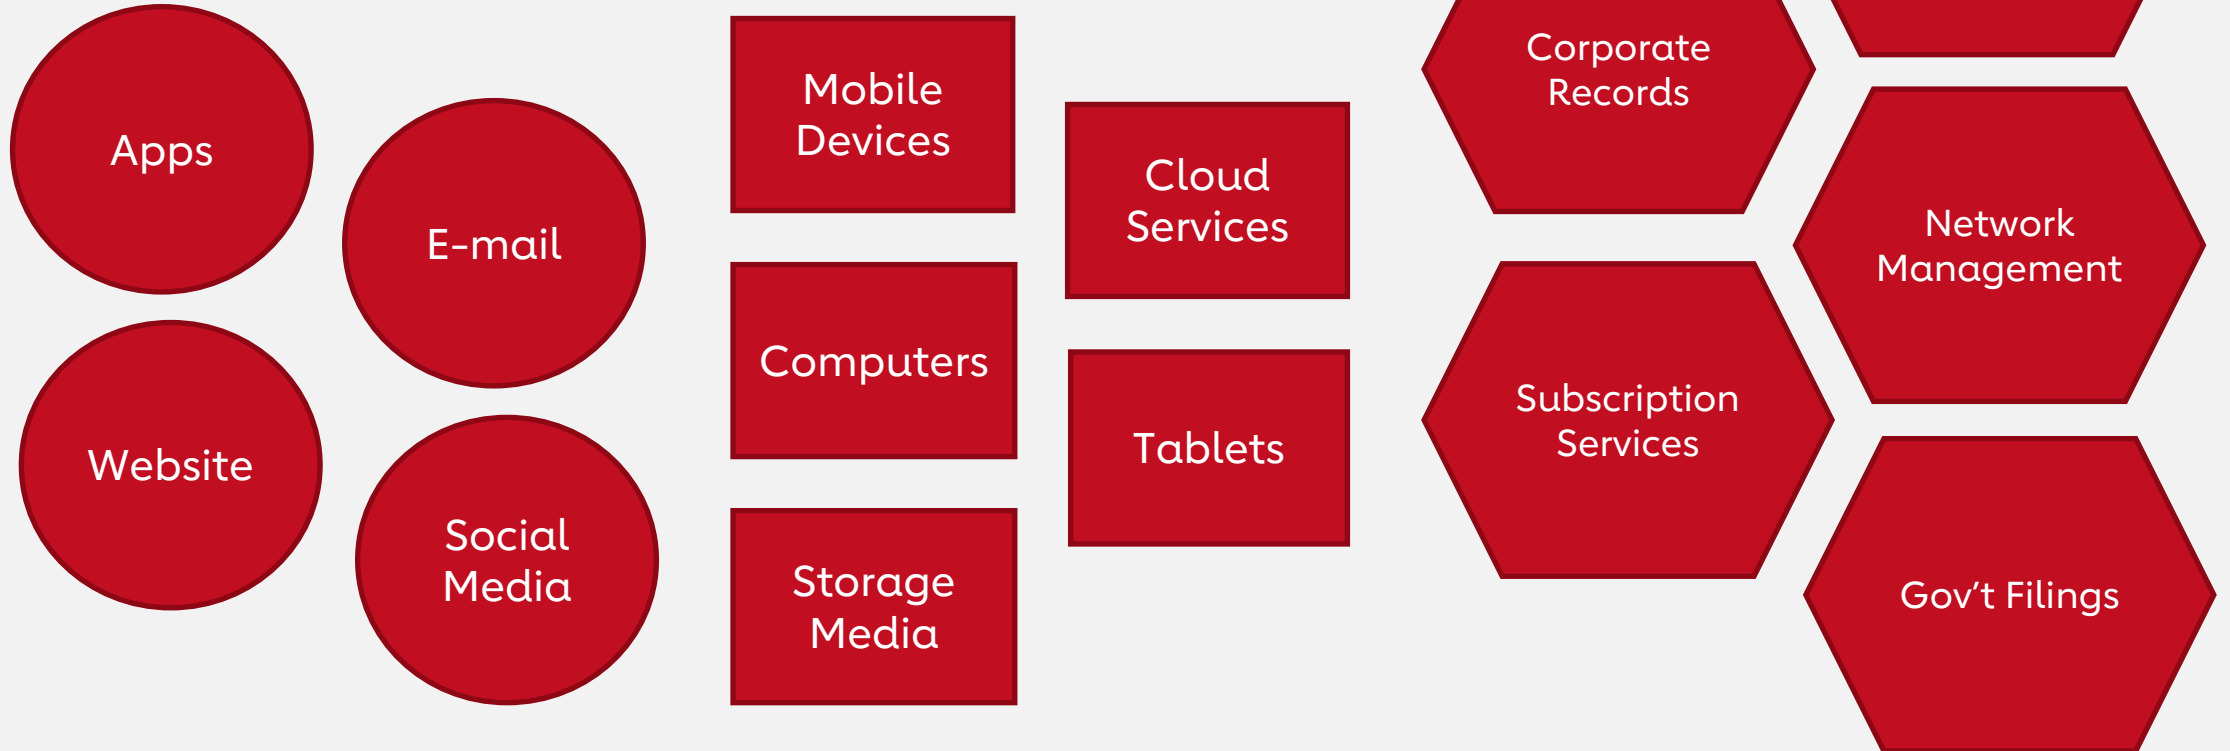 Apps
E-mail
Website
Social
Media
Mobile
Devices
Cloud
Services
Computers
Tablets
Storage
Media
Corporate
Records
Network
Management
Subscription
Services
Gov’t Filings